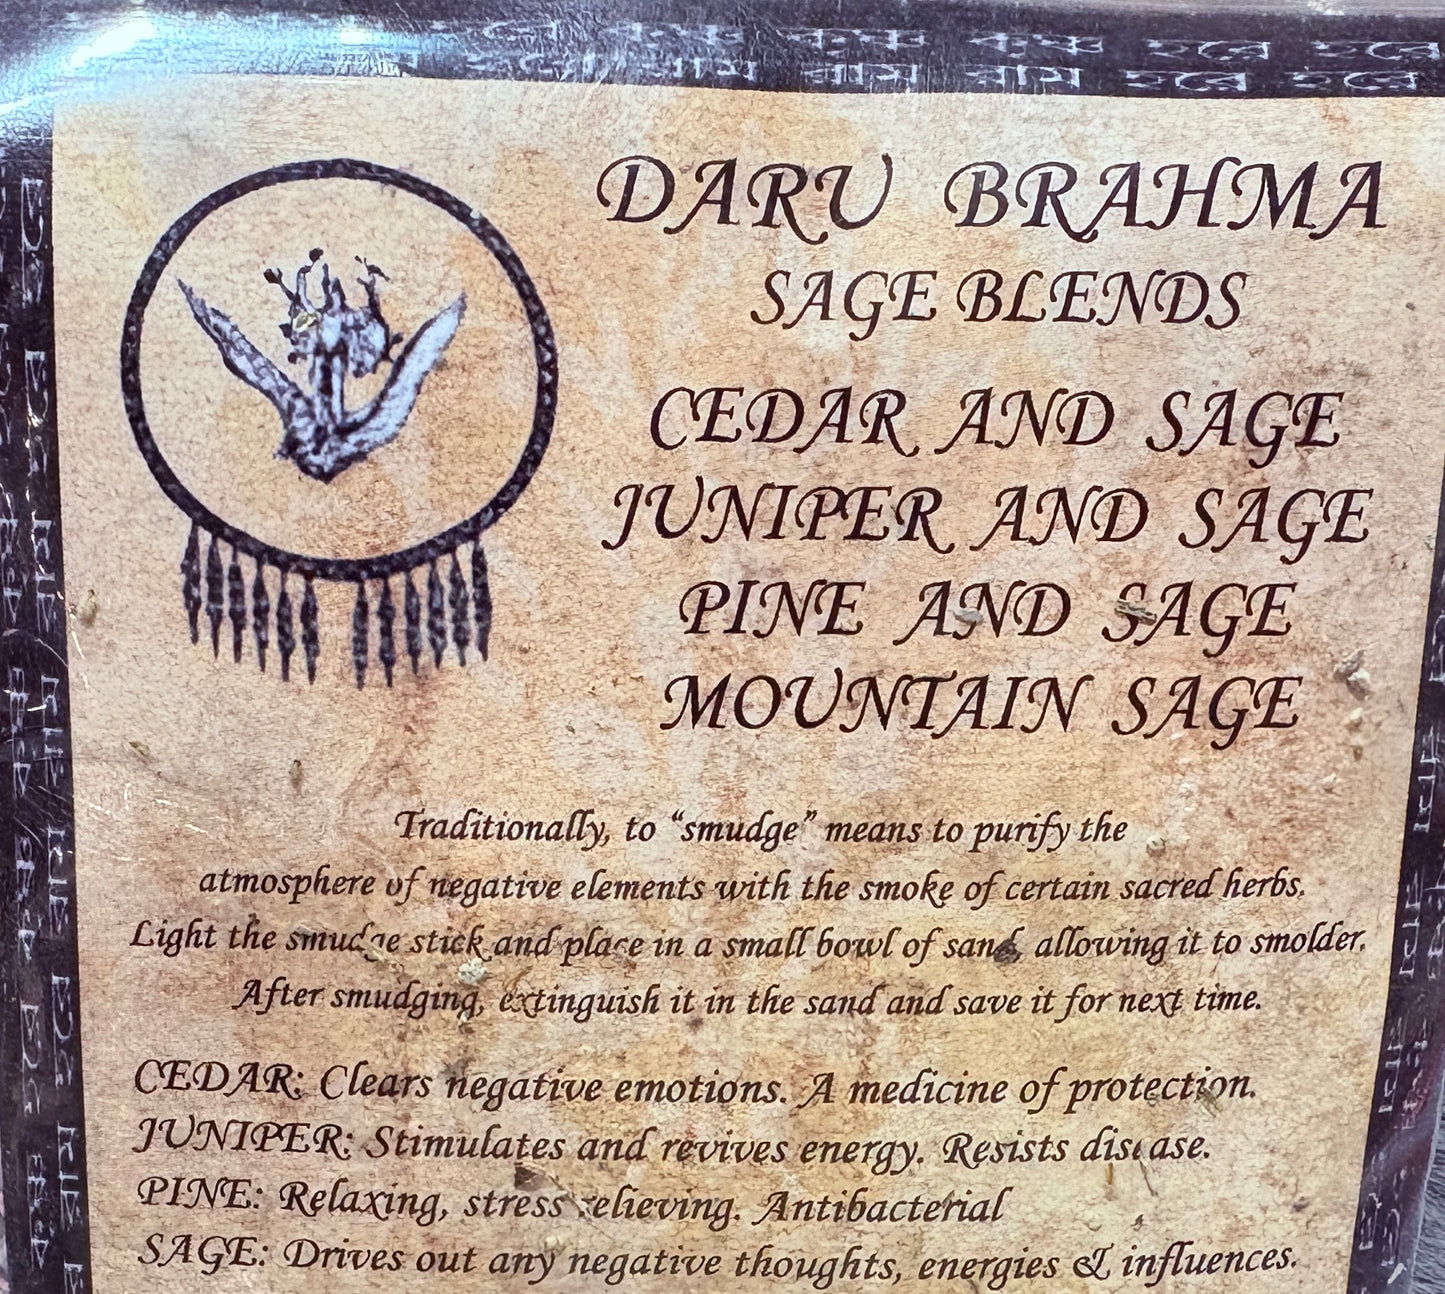 কৃষ্ণ কৃষ্ণ হরে হরে
রাম রাম হরে হরে
DARU BRAHMA
SAGE BLENDS
CEDAR AND SAGE
JUNIPER AND SAGE
PINE AND SAGE
MOUNTAIN SAGE
Traditionally, to “smudge” means to purify the
atmosphere of negative elements with the smoke of certain sacred herbs.
Light the smudge stick and place in a small bowl of sand, allowing it to smolder.
After smudging, extinguish it in the sand and save it for next time.
CEDAR: Clears negative emotions. A medicine of protection.
JUNIPER: Stimulates and revives energy. Resists disease.
PINE: Relaxing, stress relieving. Antibacterial
SAGE: Drives out any negative thoughts, energies & influences.